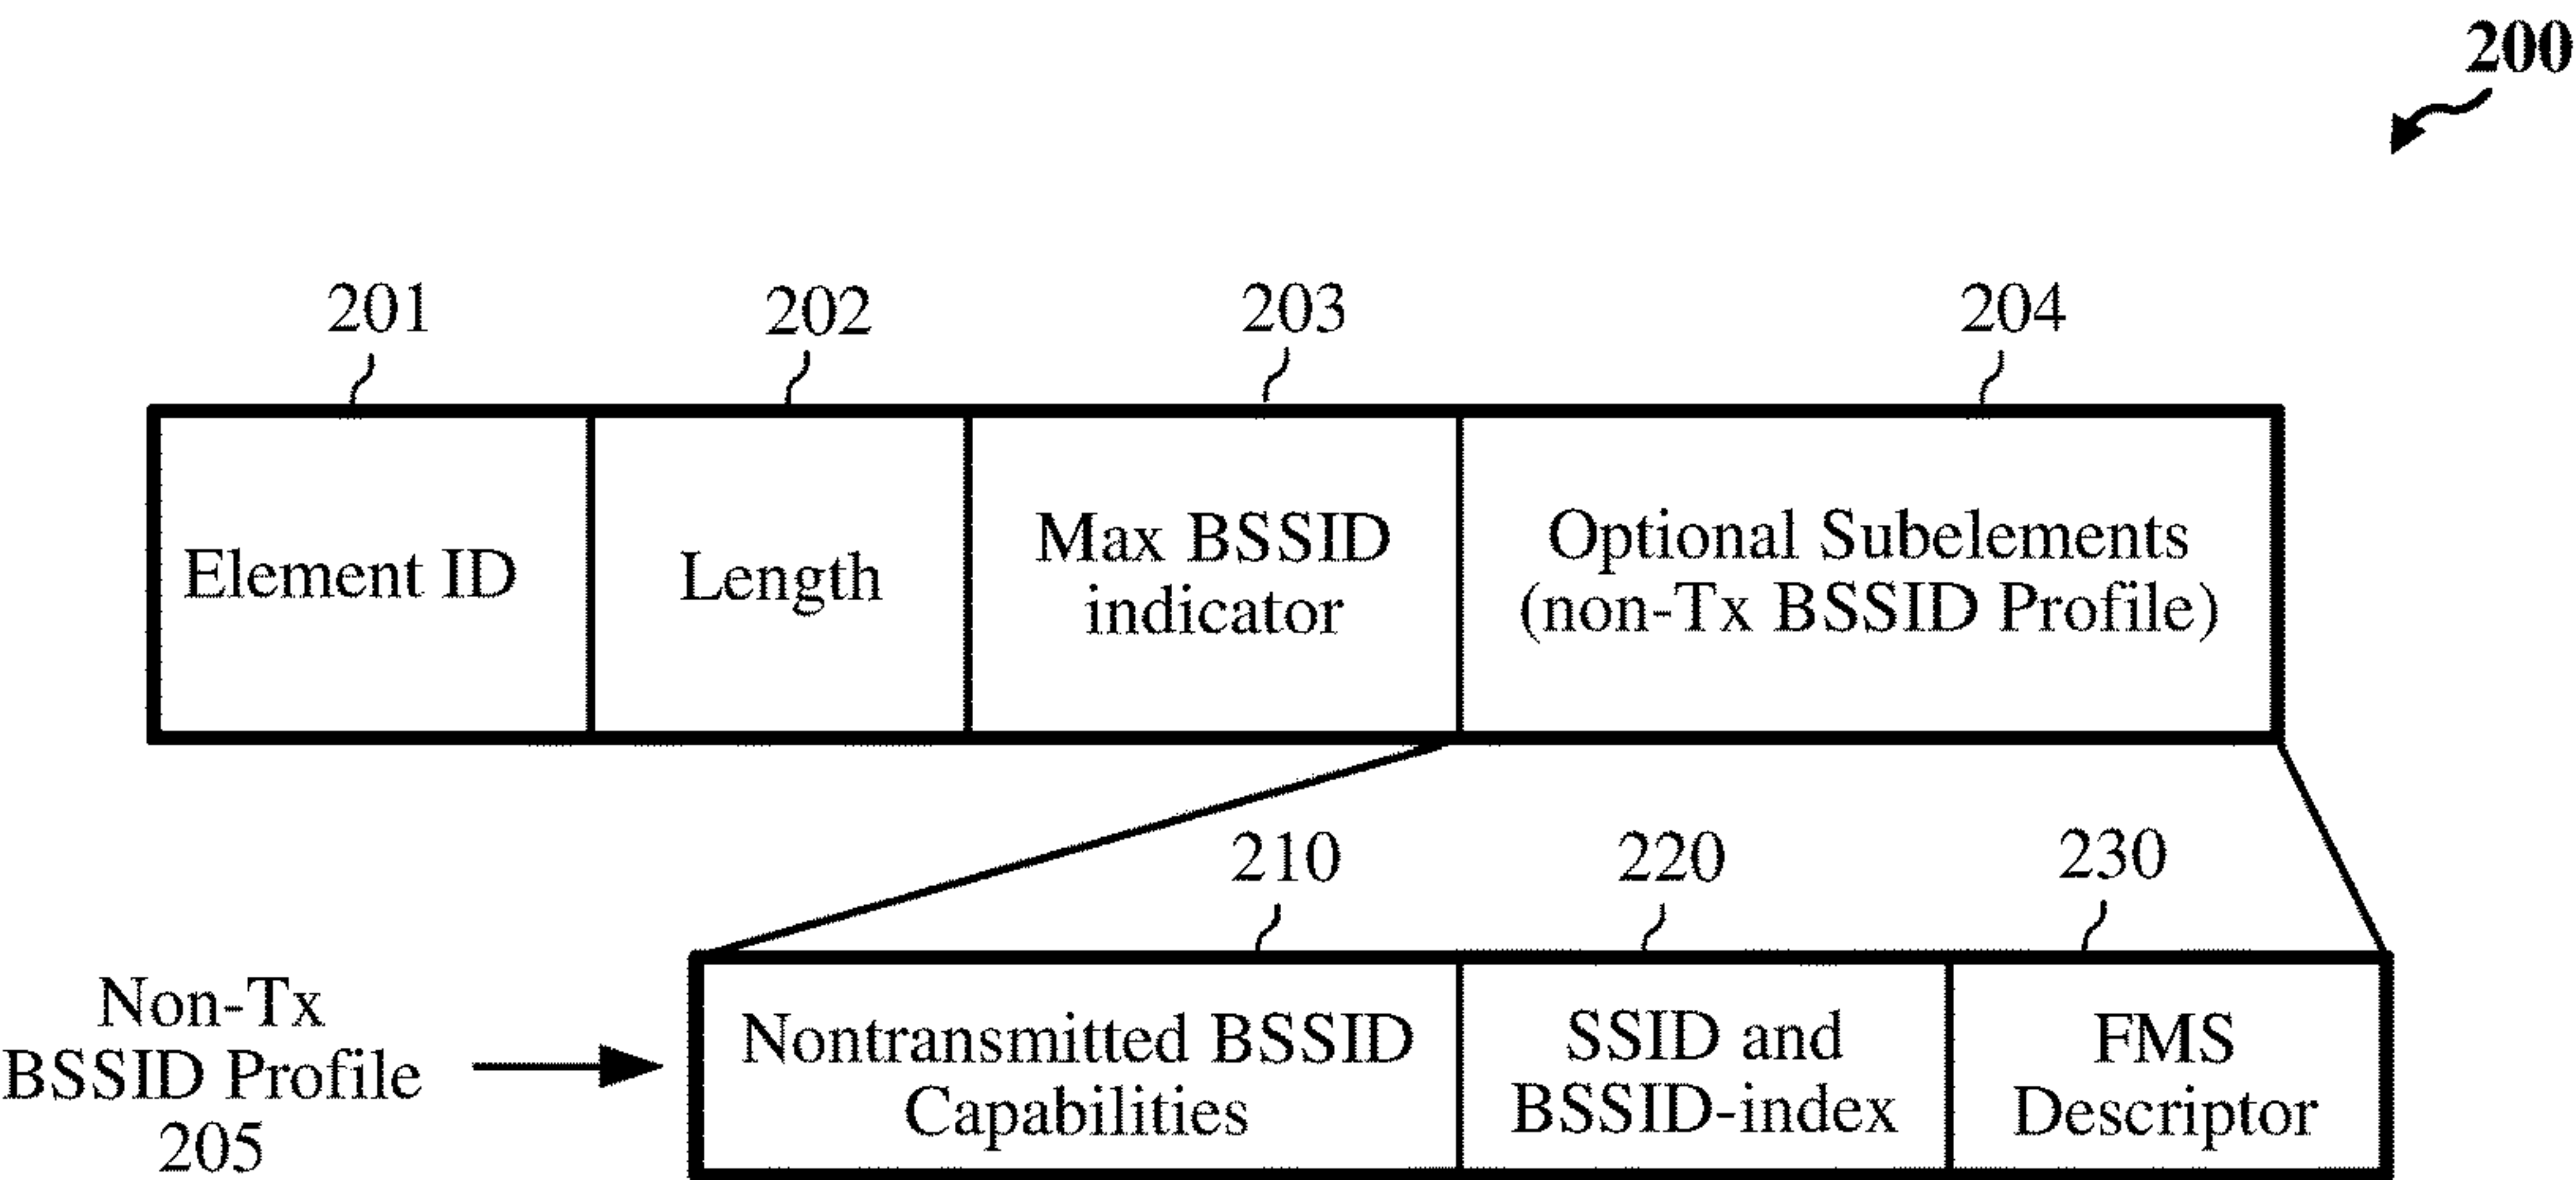 200
201
202
203
204
Element ID
Length
Max BSSID
indicator
Optional Subelements
(non-Tx BSSID Profile)
210
220
230
Non-Tx
BSSID Profile
205
Nontransmitted BSSID
Capabilities
SSID and
BSSID-index
FMS
Descriptor